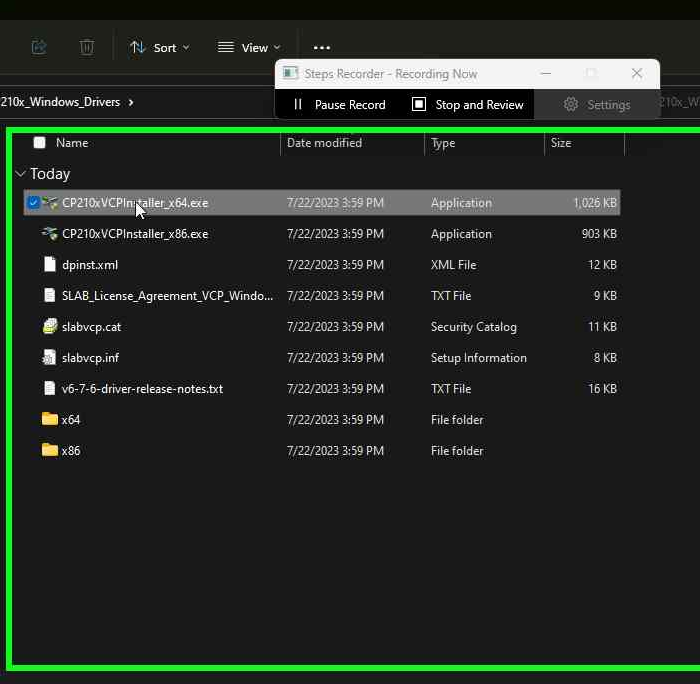 Sort View ...
Steps Recorder - Recording Now
Pause Record Stop and Review Settings
210x_Windows_Drivers 210x_W
Name Date modified Type Size
Today
CP210xVCPInstaller_x64.exe 7/22/2023 3:59 PM Application 1,026 KB
CP210xVCPInstaller_x86.exe 7/22/2023 3:59 PM Application 903 KB
dpinst.xml 7/22/2023 3:59 PM XML File 12 KB
SLAB_License_Agreement_VCP_Windo... 7/22/2023 3:59 PM TXT File 9 KB
slabvcp.cat 7/22/2023 3:59 PM Security Catalog 11 KB
slabvcp.inf 7/22/2023 3:59 PM Setup Information 8 KB
v6-7-6-driver-release-notes.txt 7/22/2023 3:59 PM TXT File 16 KB
x64 7/22/2023 3:59 PM File folder
x86 7/22/2023 3:59 PM File folder